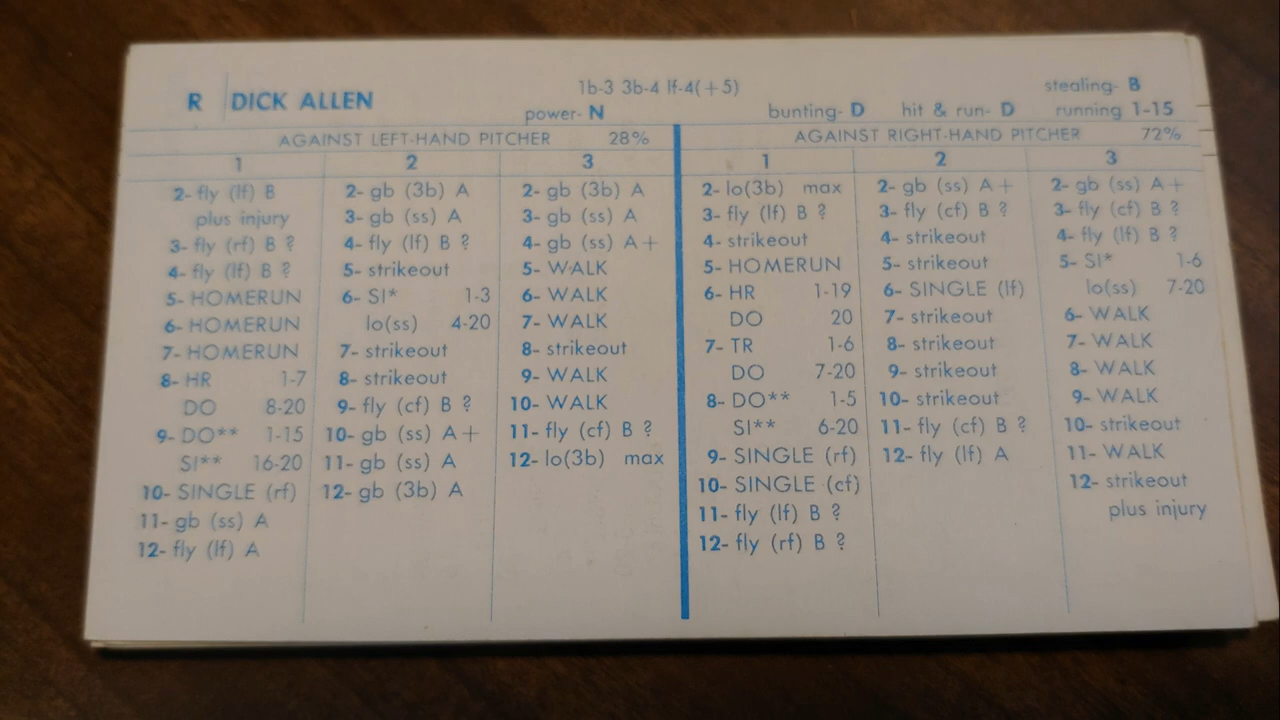 R DICK ALLEN
1b-3 3b-4 lf-4(+5)
power- N
stealing- B
bunting- D hit & run- D running 1-15
AGAINST LEFT-HAND PITCHER 28%
1
2- fly (lf) B
plus injury
3- fly (rf) B ?
4- fly (lf) B ?
5- HOMERUN
6- HOMERUN
7- HOMERUN
8- HR 1-7
DO 8-20
9- DO** 1-15
SI** 16-20
10- SINGLE (rf)
11- gb (ss) A
12- fly (lf) A
2
2- gb (3b) A
3- gb (ss) A
4- fly (lf) B ?
5- strikeout
6- SI* 1-3
lo(ss) 4-20
7- strikeout
8- strikeout
9- fly (cf) B ?
10- gb (ss) A+
11- gb (ss) A
12- gb (3b) A
3
2- gb (3b) A
3- gb (ss) A
4- gb (ss) A+
5- WALK
6- WALK
7- WALK
8- strikeout
9- WALK
10- WALK
11- fly (cf) B ?
12- lo(3b) max
AGAINST RIGHT-HAND PITCHER 72%
1
2- lo(3b) max
3- fly (lf) B ?
4- strikeout
5- HOMERUN
6- HR 1-19
DO 20
7- TR 1-6
DO 7-20
8- DO** 1-5
SI** 6-20
9- SINGLE (rf)
10- SINGLE (cf)
11- fly (lf) B ?
12- fly (rf) B ?
2
2- gb (ss) A+
3- fly (cf) B ?
4- strikeout
5- strikeout
6- SINGLE (lf)
7- strikeout
8- strikeout
9- strikeout
10- strikeout
11- fly (cf) B ?
12- fly (lf) A
3
2- gb (ss) A+
3- fly (cf) B ?
4- fly (lf) B ?
5- SI* 1-6
lo(ss) 7-20
6- WALK
7- WALK
8- WALK
9- WALK
10- strikeout
11- WALK
12- strikeout
plus injury